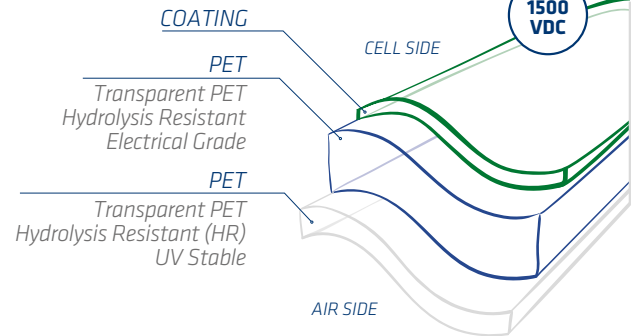 1500
VDC
COATING
CELL SIDE
PET
Transparent PET
Hydrolysis Resistant
Electrical Grade
PET
Transparent PET
Hydrolysis Resistant (HR)
UV Stable
AIR SIDE